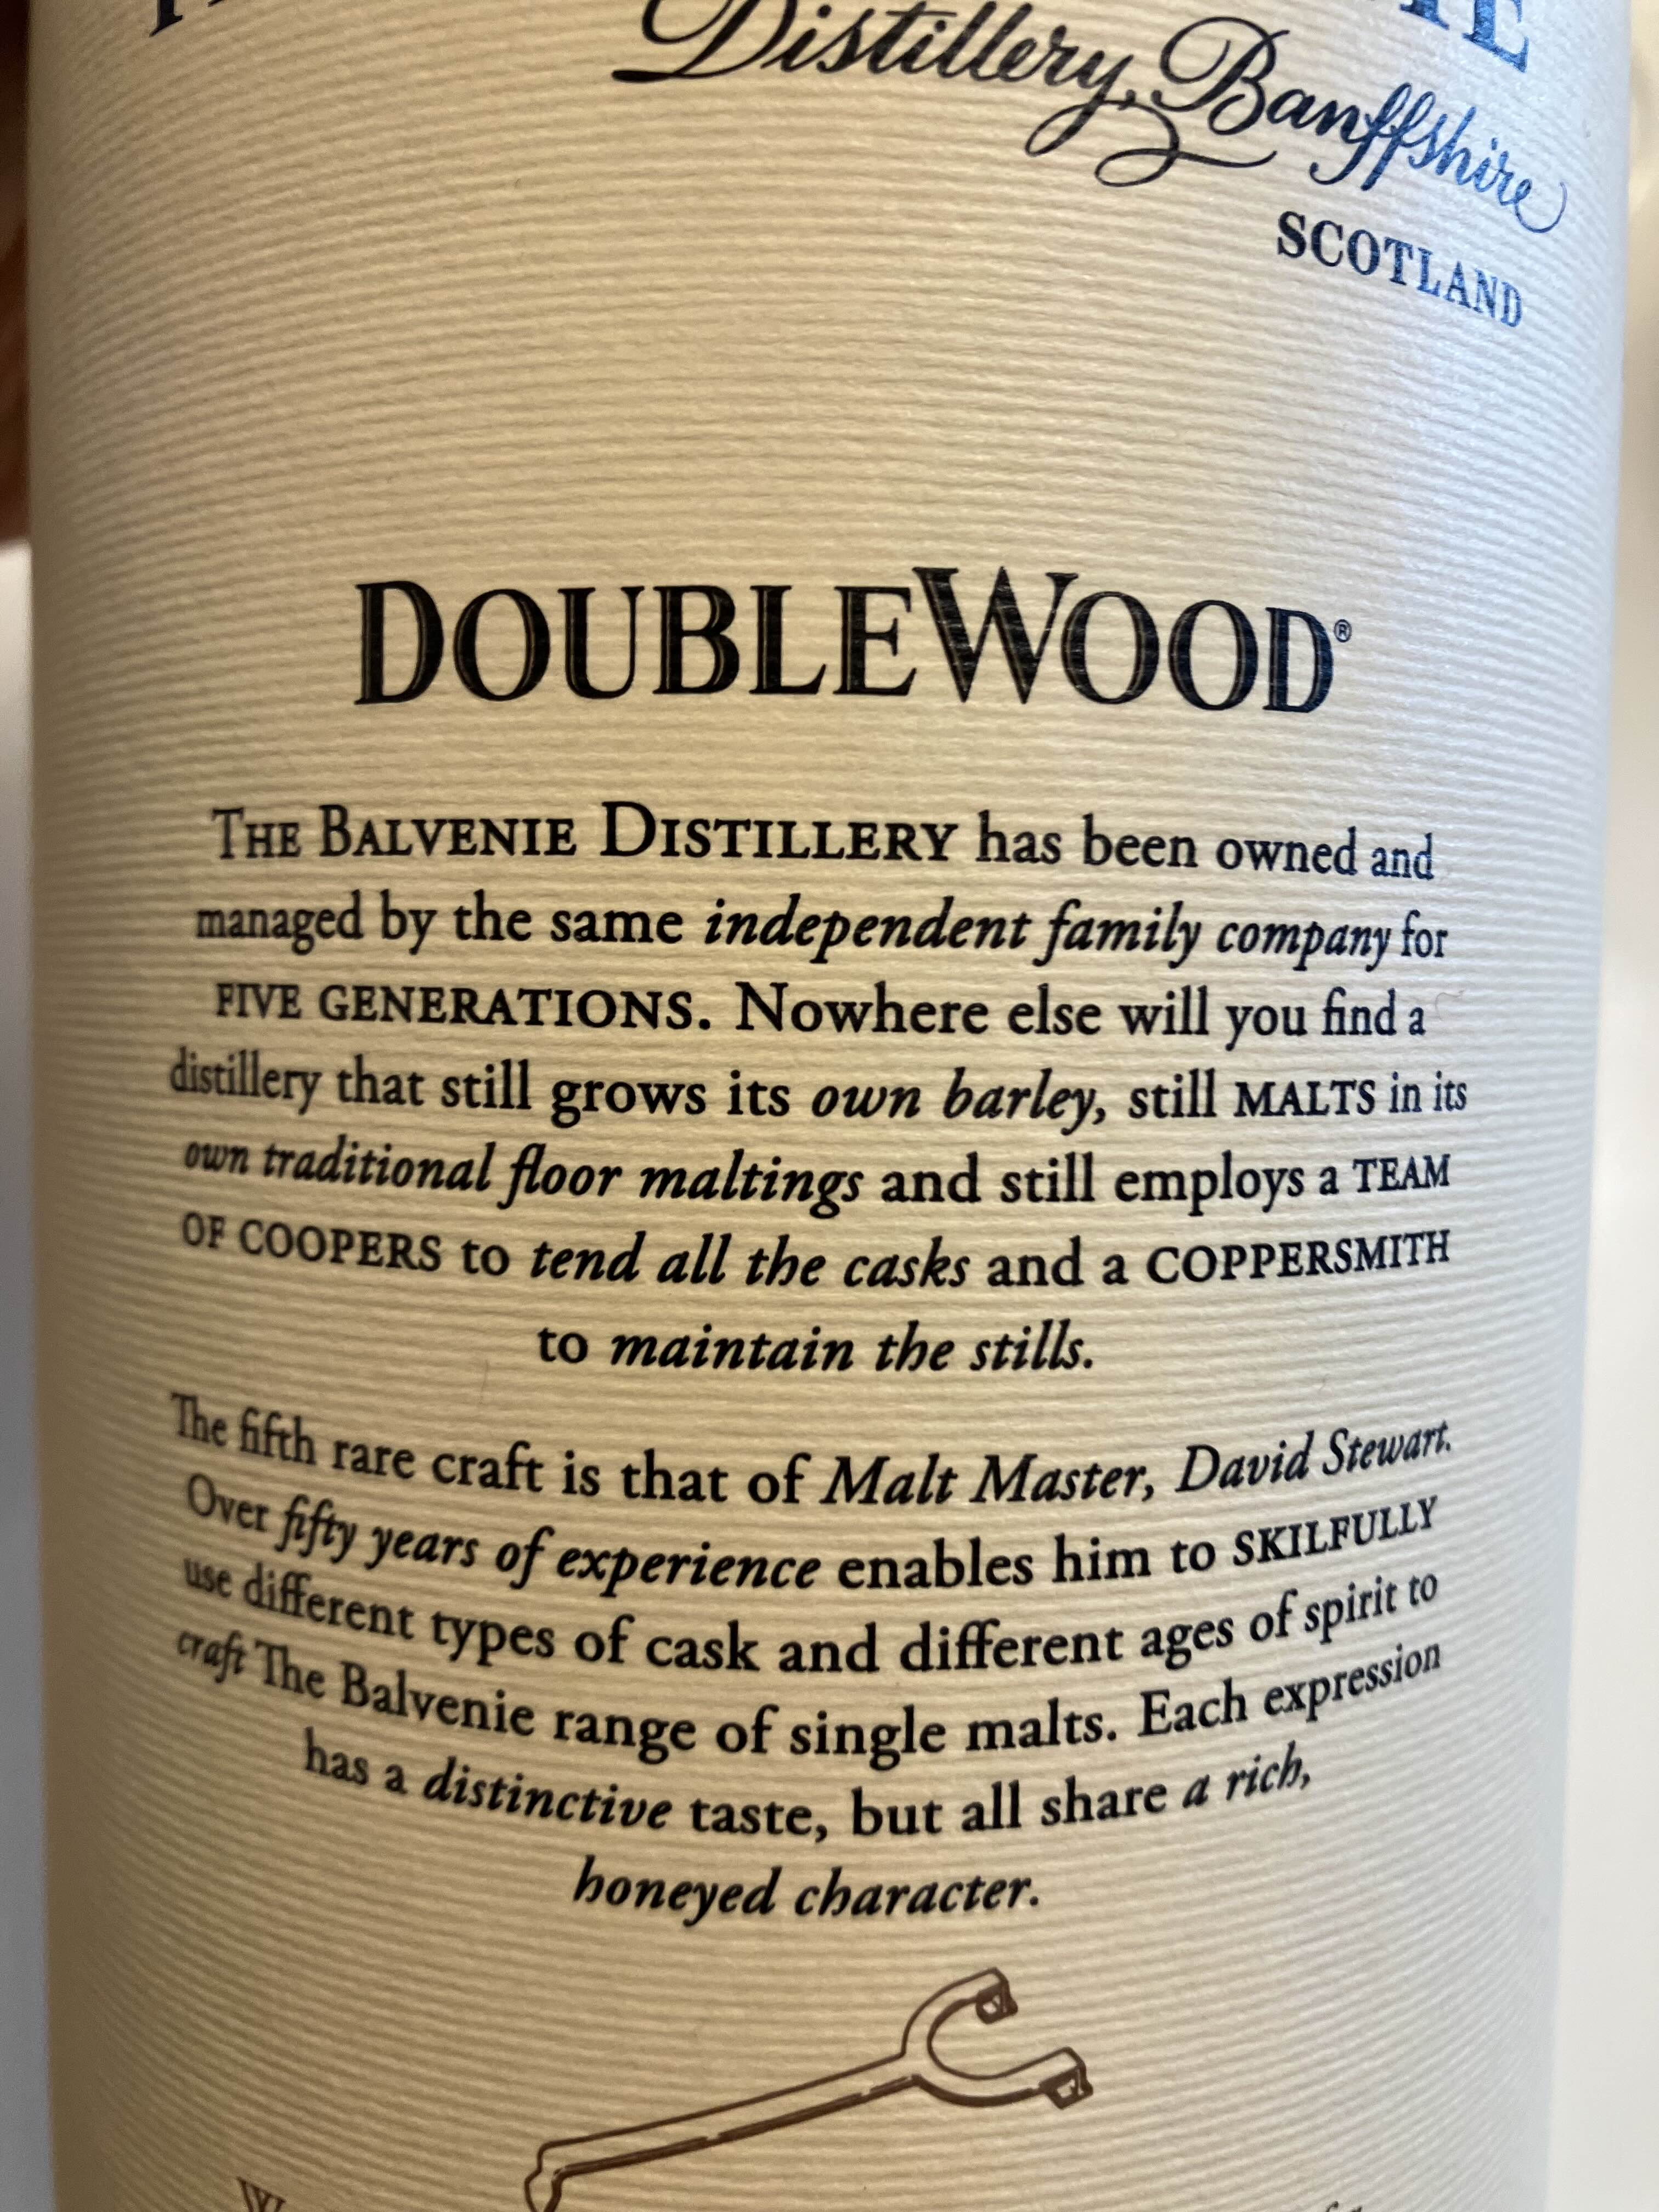 Distillery, Banffshire
SCOTLAND
DOUBLEWOOD®
THE BALVENIE DISTILLERY has been owned and
managed by the same independent family company for
FIVE GENERATIONS. Nowhere else will you find a
distillery that still grows its own barley, still MALTS in its
own traditional floor maltings and still employs a TEAM
OF COOPERS to tend all the casks and a COPPERSMITH
to maintain the stills.
The fifth rare craft is that of Malt Master, David Stewart.
Over fifty years of experience enables him to SKILFULLY
use different types of cask and different ages of spirit to
craft The Balvenie range of single malts. Each expression
has a distinctive taste, but all share a rich,
honeyed character.